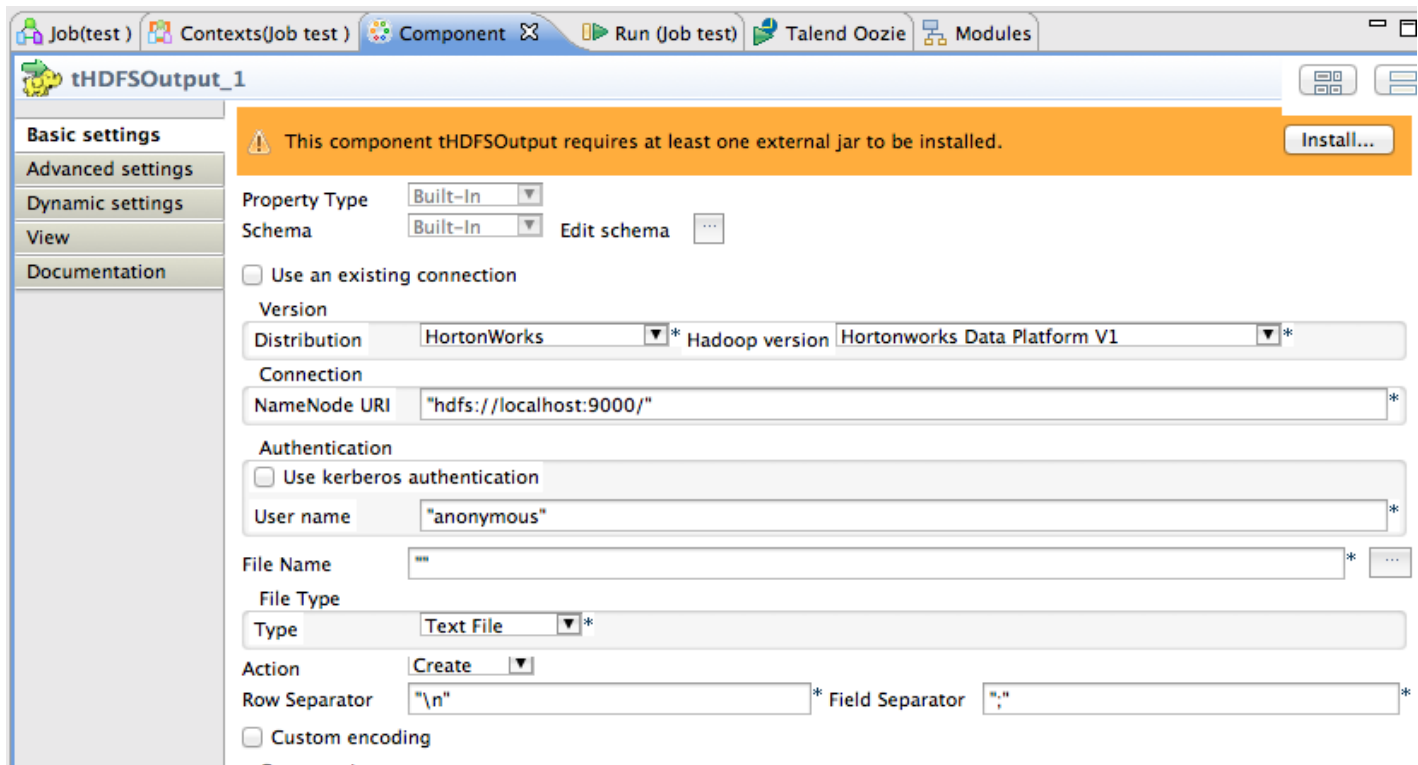 Job(test ) Contexts(Job test ) Component Run (Job test) Talend Oozie Modules
tHDFSOutput_1
Basic settings
Advanced settings
Dynamic settings
View
Documentation
This component tHDFSOutput requires at least one external jar to be installed. Install...
Property Type Built-In
Schema Built-In Edit schema ...
Use an existing connection
Version
Distribution HortonWorks * Hadoop version Hortonworks Data Platform V1 *
Connection
NameNode URI "hdfs://localhost:9000/" *
Authentication
Use kerberos authentication
User name "anonymous" *
File Name "" * ...
File Type
Type Text File *
Action Create
Row Separator "\n" * Field Separator ";" *
Custom encoding